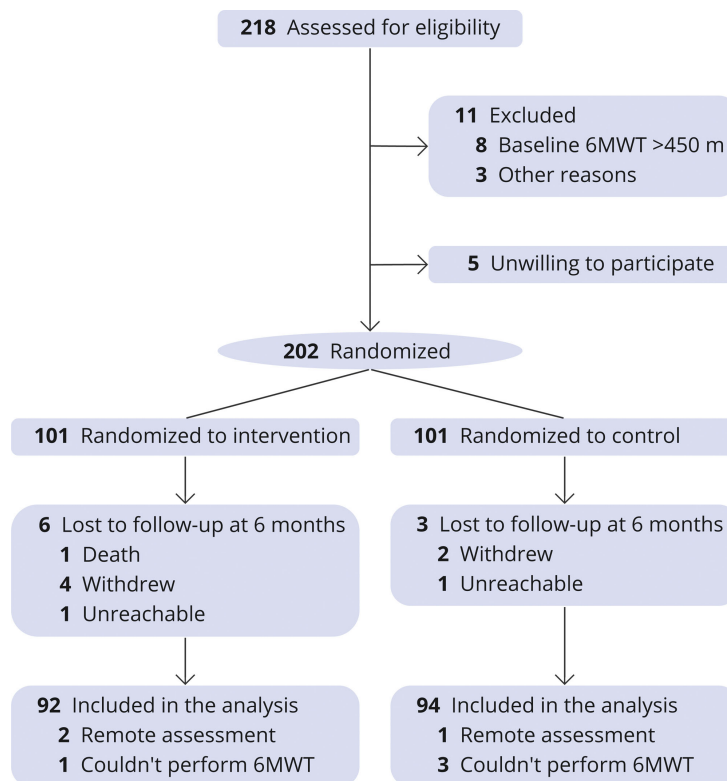 218 Assessed for eligibility
11 Excluded
8 Baseline 6MWT >450 m
3 Other reasons
5 Unwilling to participate
202 Randomized
101 Randomized to intervention
101 Randomized to control
6 Lost to follow-up at 6 months
1 Death
4 Withdrew
1 Unreachable
3 Lost to follow-up at 6 months
2 Withdrew
1 Unreachable
92 Included in the analysis
2 Remote assessment
1 Couldn't perform 6MWT
94 Included in the analysis
1 Remote assessment
3 Couldn't perform 6MWT